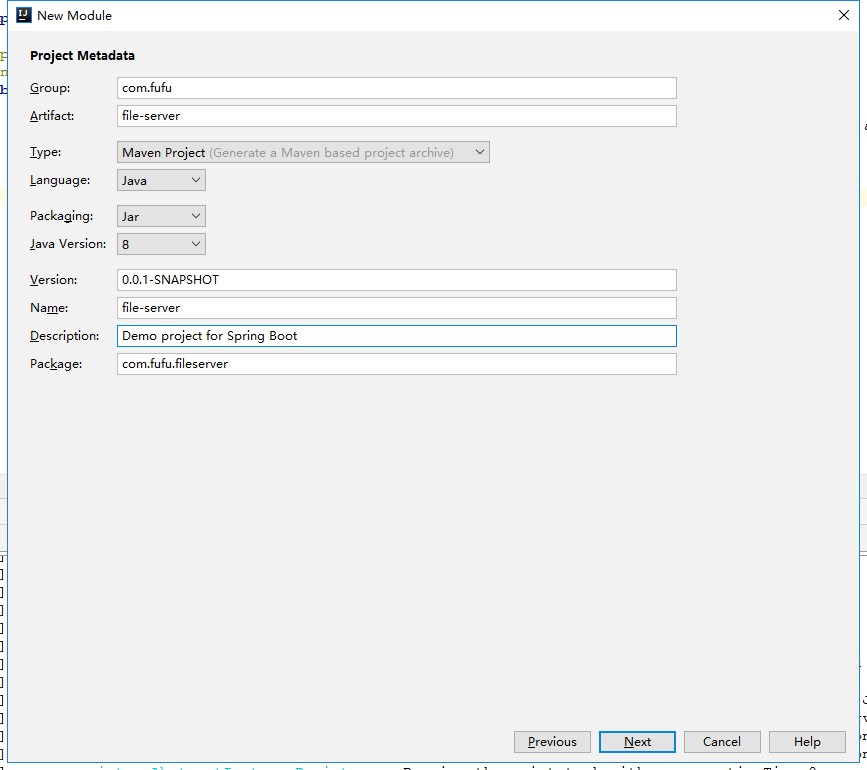 New Module
Project Metadata
Group: com.fufu
Artifact: file-server
Type: Maven Project (Generate a Maven based project archive)
Language: Java
Packaging: Jar
Java Version: 8
Version: 0.0.1-SNAPSHOT
Name: file-server
Description: Demo project for Spring Boot
Package: com.fufu.fileserver
Previous Next Cancel Help